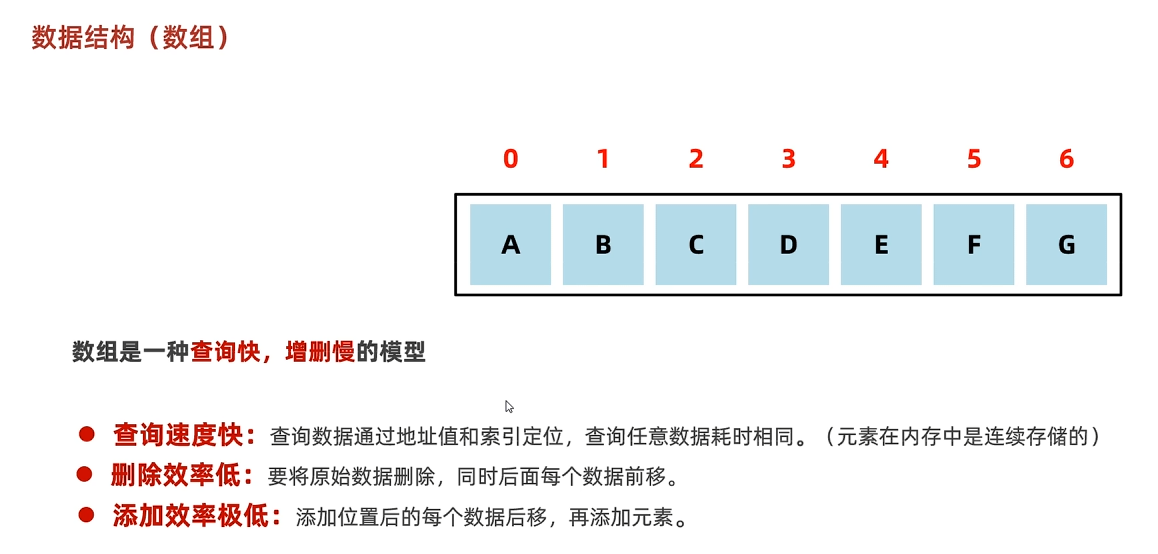 数据结构（数组）
0 1 2 3 4 5 6
A B C D E F G
数组是一种查询快，增删慢的模型
● 查询速度快：查询数据通过地址值和索引定位，查询任意数据耗时相同。（元素在内存中是连续存储的）
● 删除效率低：要将原始数据删除，同时后面每个数据前移。
● 添加效率极低：添加位置后的每个数据后移，再添加元素。